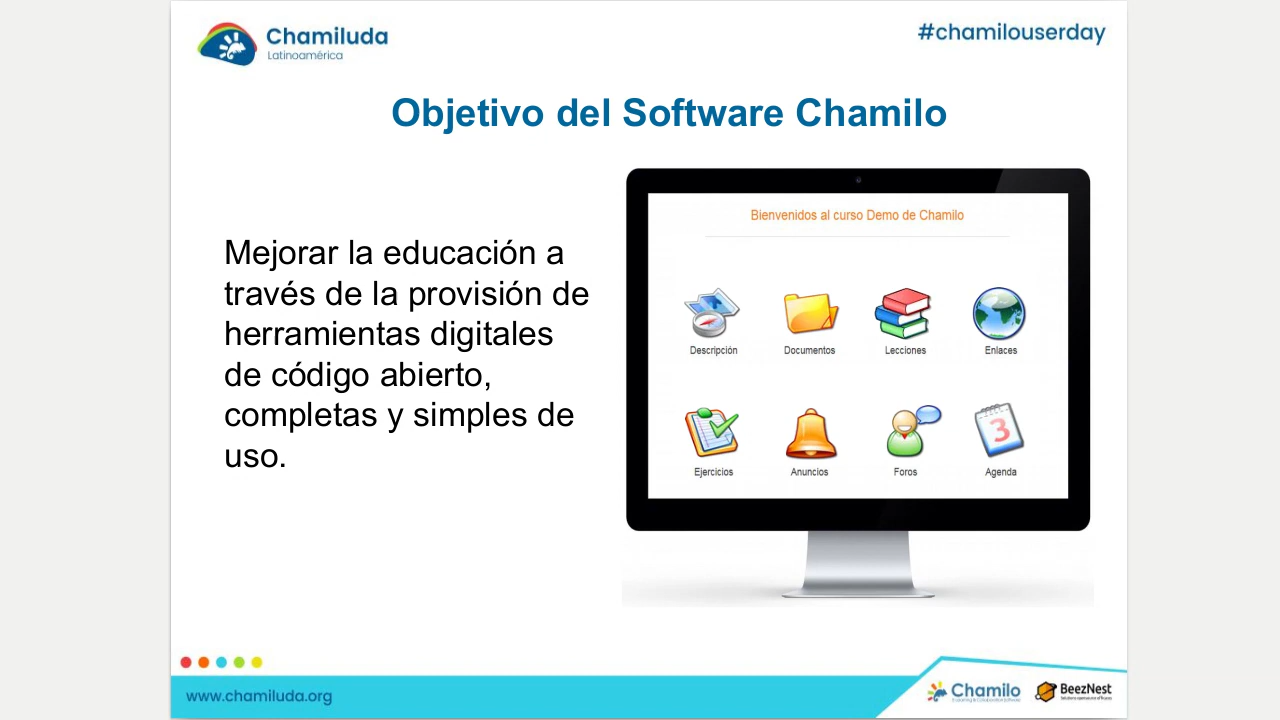 Chamiluda
Latinoamérica
#chamilouserday
Objetivo del Software Chamilo
Mejorar la educación a
través de la provisión de
herramientas digitales
de código abierto,
completas y simples de
uso.
Bienvenidos al curso Demo de Chamilo
Descripción Documentos Lecciones Enlaces
3
Ejercicios Anuncios Foros Agenda
www.chamiluda.org
Chamilo
BeezNest